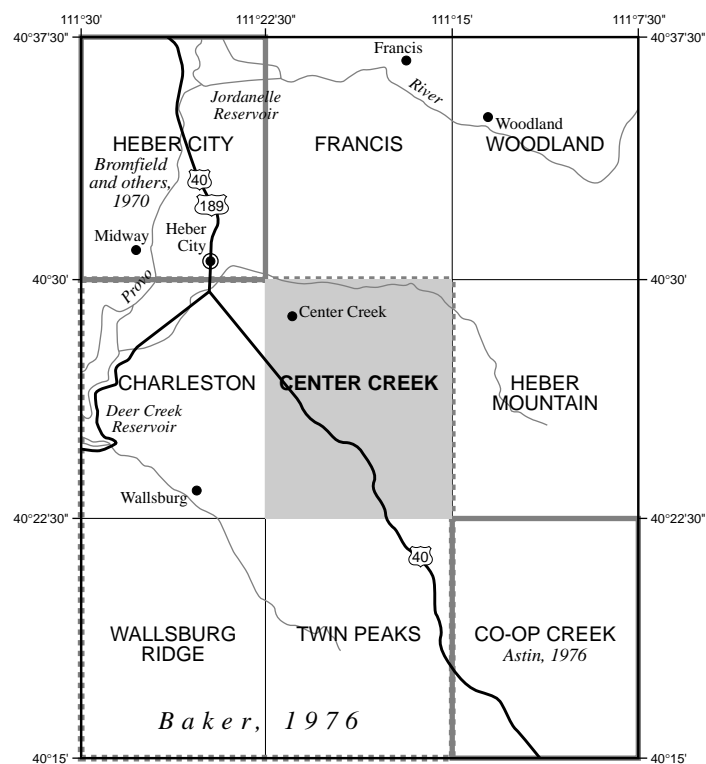 111°30'
111°22'30"
111°15'
111°7'30"
40°37'30"
40°37'30"
Francis
River
Jordanelle
Reservoir
Woodland
HEBER CITY
FRANCIS
WOODLAND
Bromfield
and others,
1970
40
189
Midway
Heber
City
40°30'
40°30'
Provo
Center Creek
CHARLESTON
CENTER CREEK
HEBER
MOUNTAIN
Deer Creek
Reservoir
Wallsburg
40°22'30"
40°22'30"
40
WALLSBURG
RIDGE
TWIN PEAKS
CO-OP CREEK
Astin, 1976
Baker, 1976
40°15'
40°15'